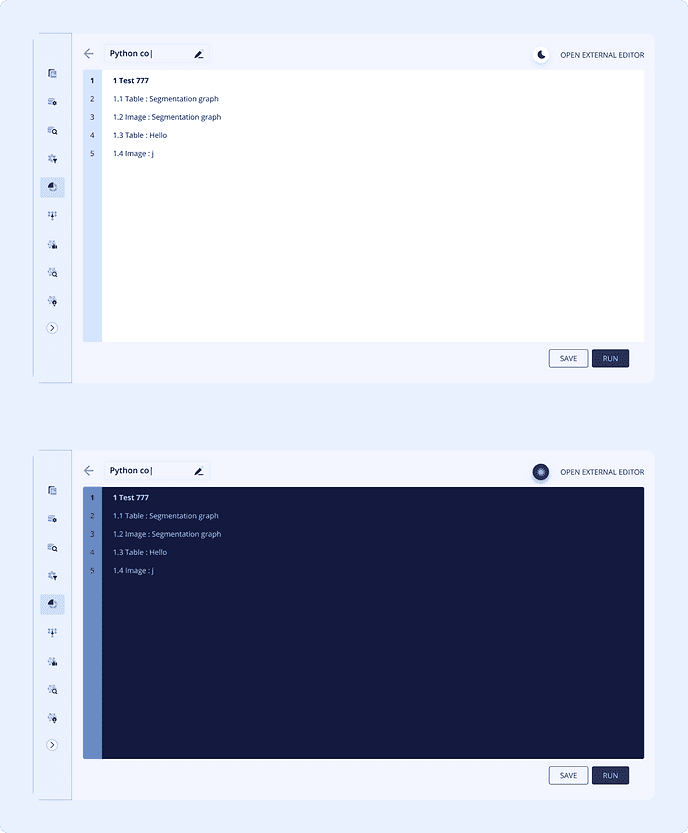 Python co|
OPEN EXTERNAL EDITOR
1 1 Test 777
2 1.1 Table : Segmentation graph
3 1.2 Image : Segmentation graph
4 1.3 Table : Hello
5 1.4 Image : j
SAVE RUN
Python co|
OPEN EXTERNAL EDITOR
1 1 Test 777
2 1.1 Table : Segmentation graph
3 1.2 Image : Segmentation graph
4 1.3 Table : Hello
5 1.4 Image : j
SAVE RUN